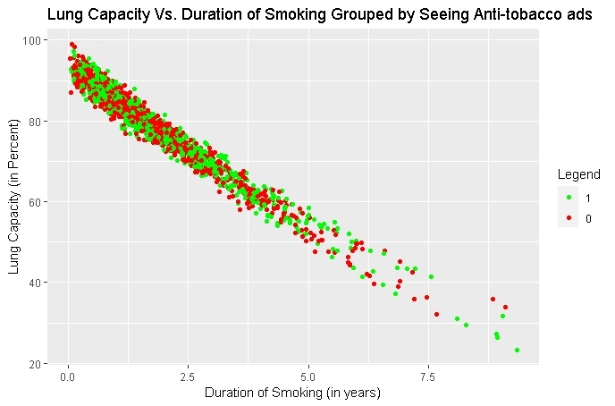 Lung Capacity Vs. Duration of Smoking Grouped by Seeing Anti-tobacco ads
100
80
60
40
20
Lung Capacity (in Percent)
0.0 2.5 5.0 7.5
Duration of Smoking (in years)
Legend
1
0